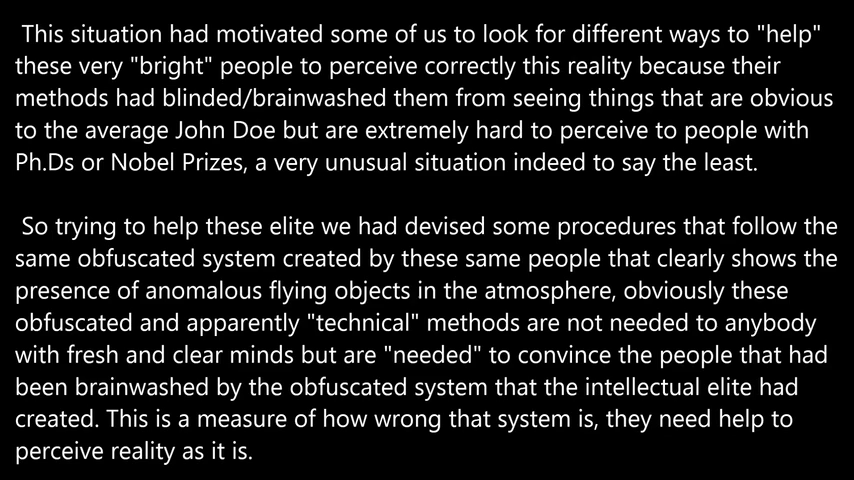 This situation had motivated some of us to look for different ways to "help"
these very "bright" people to perceive correctly this reality because their
methods had blinded/brainwashed them from seeing things that are obvious
to the average John Doe but are extremely hard to perceive to people with
Ph.Ds or Nobel Prizes, a very unusual situation indeed to say the least.
So trying to help these elite we had devised some procedures that follow the
same obfuscated system created by these same people that clearly shows the
presence of anomalous flying objects in the atmosphere, obviously these
obfuscated and apparently "technical" methods are not needed to anybody
with fresh and clear minds but are "needed" to convince the people that had
been brainwashed by the obfuscated system that the intellectual elite had
created. This is a measure of how wrong that system is, they need help to
perceive reality as it is.